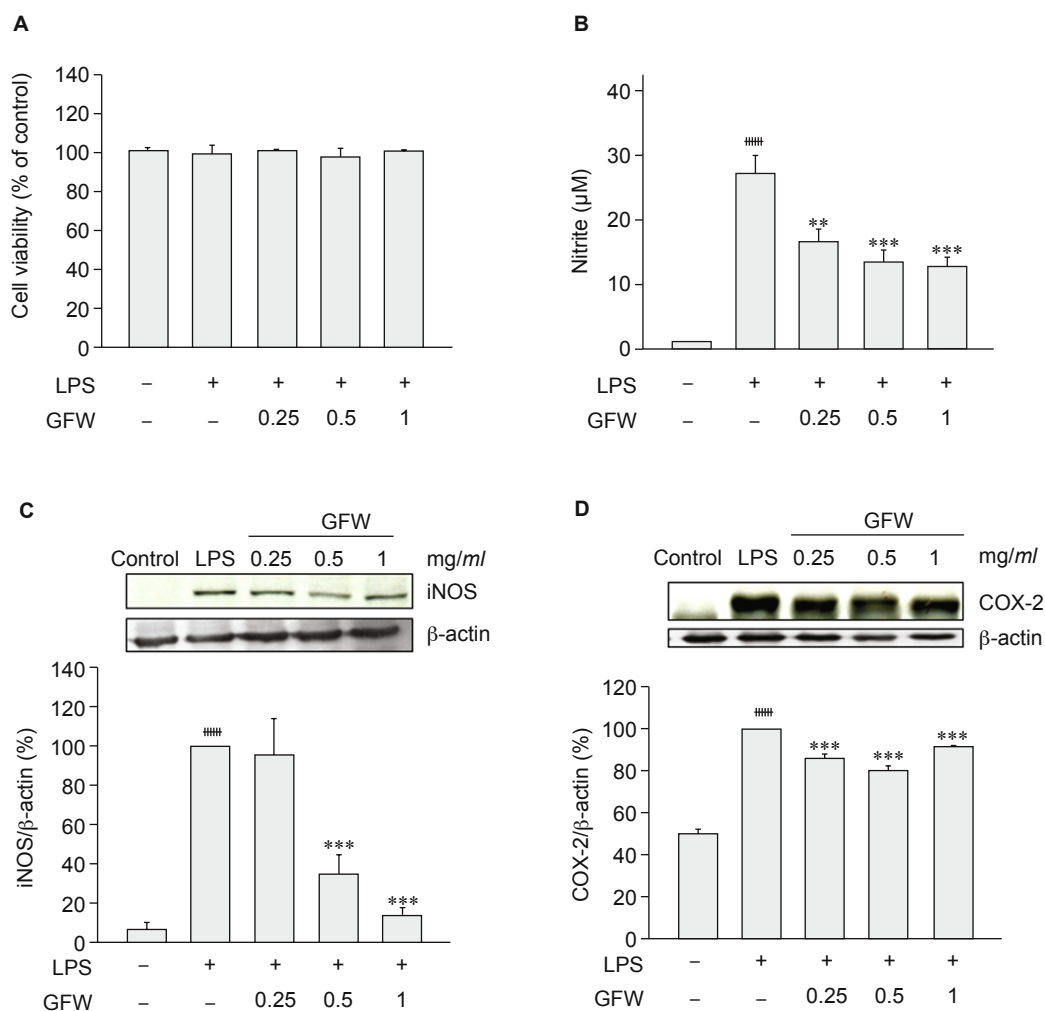 A
Cell viability (% of control)
140
120
100
80
60
40
20
0
LPS – + + + +
GFW – – 0.25 0.5 1
B
Nitrite (µM)
40
30
20
10
0
ⵌⵌⵌ
** *** ***
LPS – + + + +
GFW – – 0.25 0.5 1
C
GFW
Control LPS 0.25 0.5 1 mg/ml
iNOS
β-actin
iNOS/β-actin (%)
140
120
100
80
60
40
20
0
***
***
LPS – + + + +
GFW – – 0.25 0.5 1
D
GFW
Control LPS 0.25 0.5 1 mg/ml
COX-2
β-actin
COX-2/β-actin (%)
120
100
80
60
40
20
0
*** *** ***
LPS – + + + +
GFW – – 0.25 0.5 1